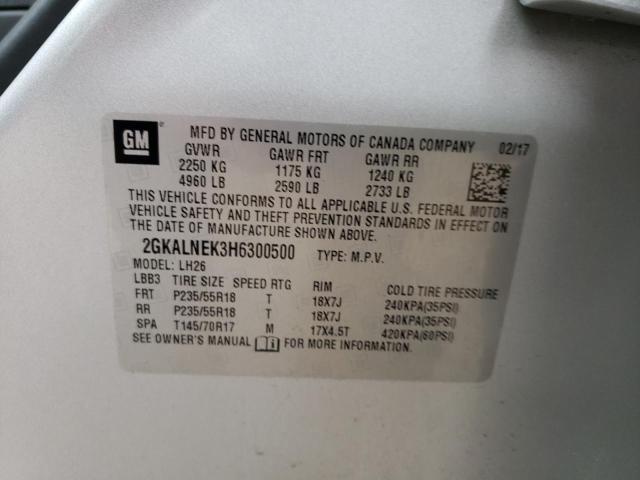 GM ® MFD BY GENERAL MOTORS OF CANADA COMPANY 02/17
GVWR GAWR FRT GAWR RR
2250 KG 1175 KG 1240 KG
4960 LB 2590 LB 2733 LB
THIS VEHICLE CONFORMS TO ALL APPLICABLE U.S. FEDERAL MOTOR
VEHICLE SAFETY AND THEFT PREVENTION STANDARDS IN EFFECT ON
THE DATE OF MANUFACTURE SHOWN ABOVE.
2GKALNEK3H6300500 TYPE: M.P.V.
MODEL: LH26
LBB3 TIRE SIZE SPEED RTG RIM COLD TIRE PRESSURE
FRT P235/55R18 T 18X7J 240KPA(35PSI)
RR P235/55R18 T 18X7J 240KPA(35PSI)
SPA T145/70R17 M 17X4.5T 420KPA(60PSI)
SEE OWNER'S MANUAL FOR MORE INFORMATION.